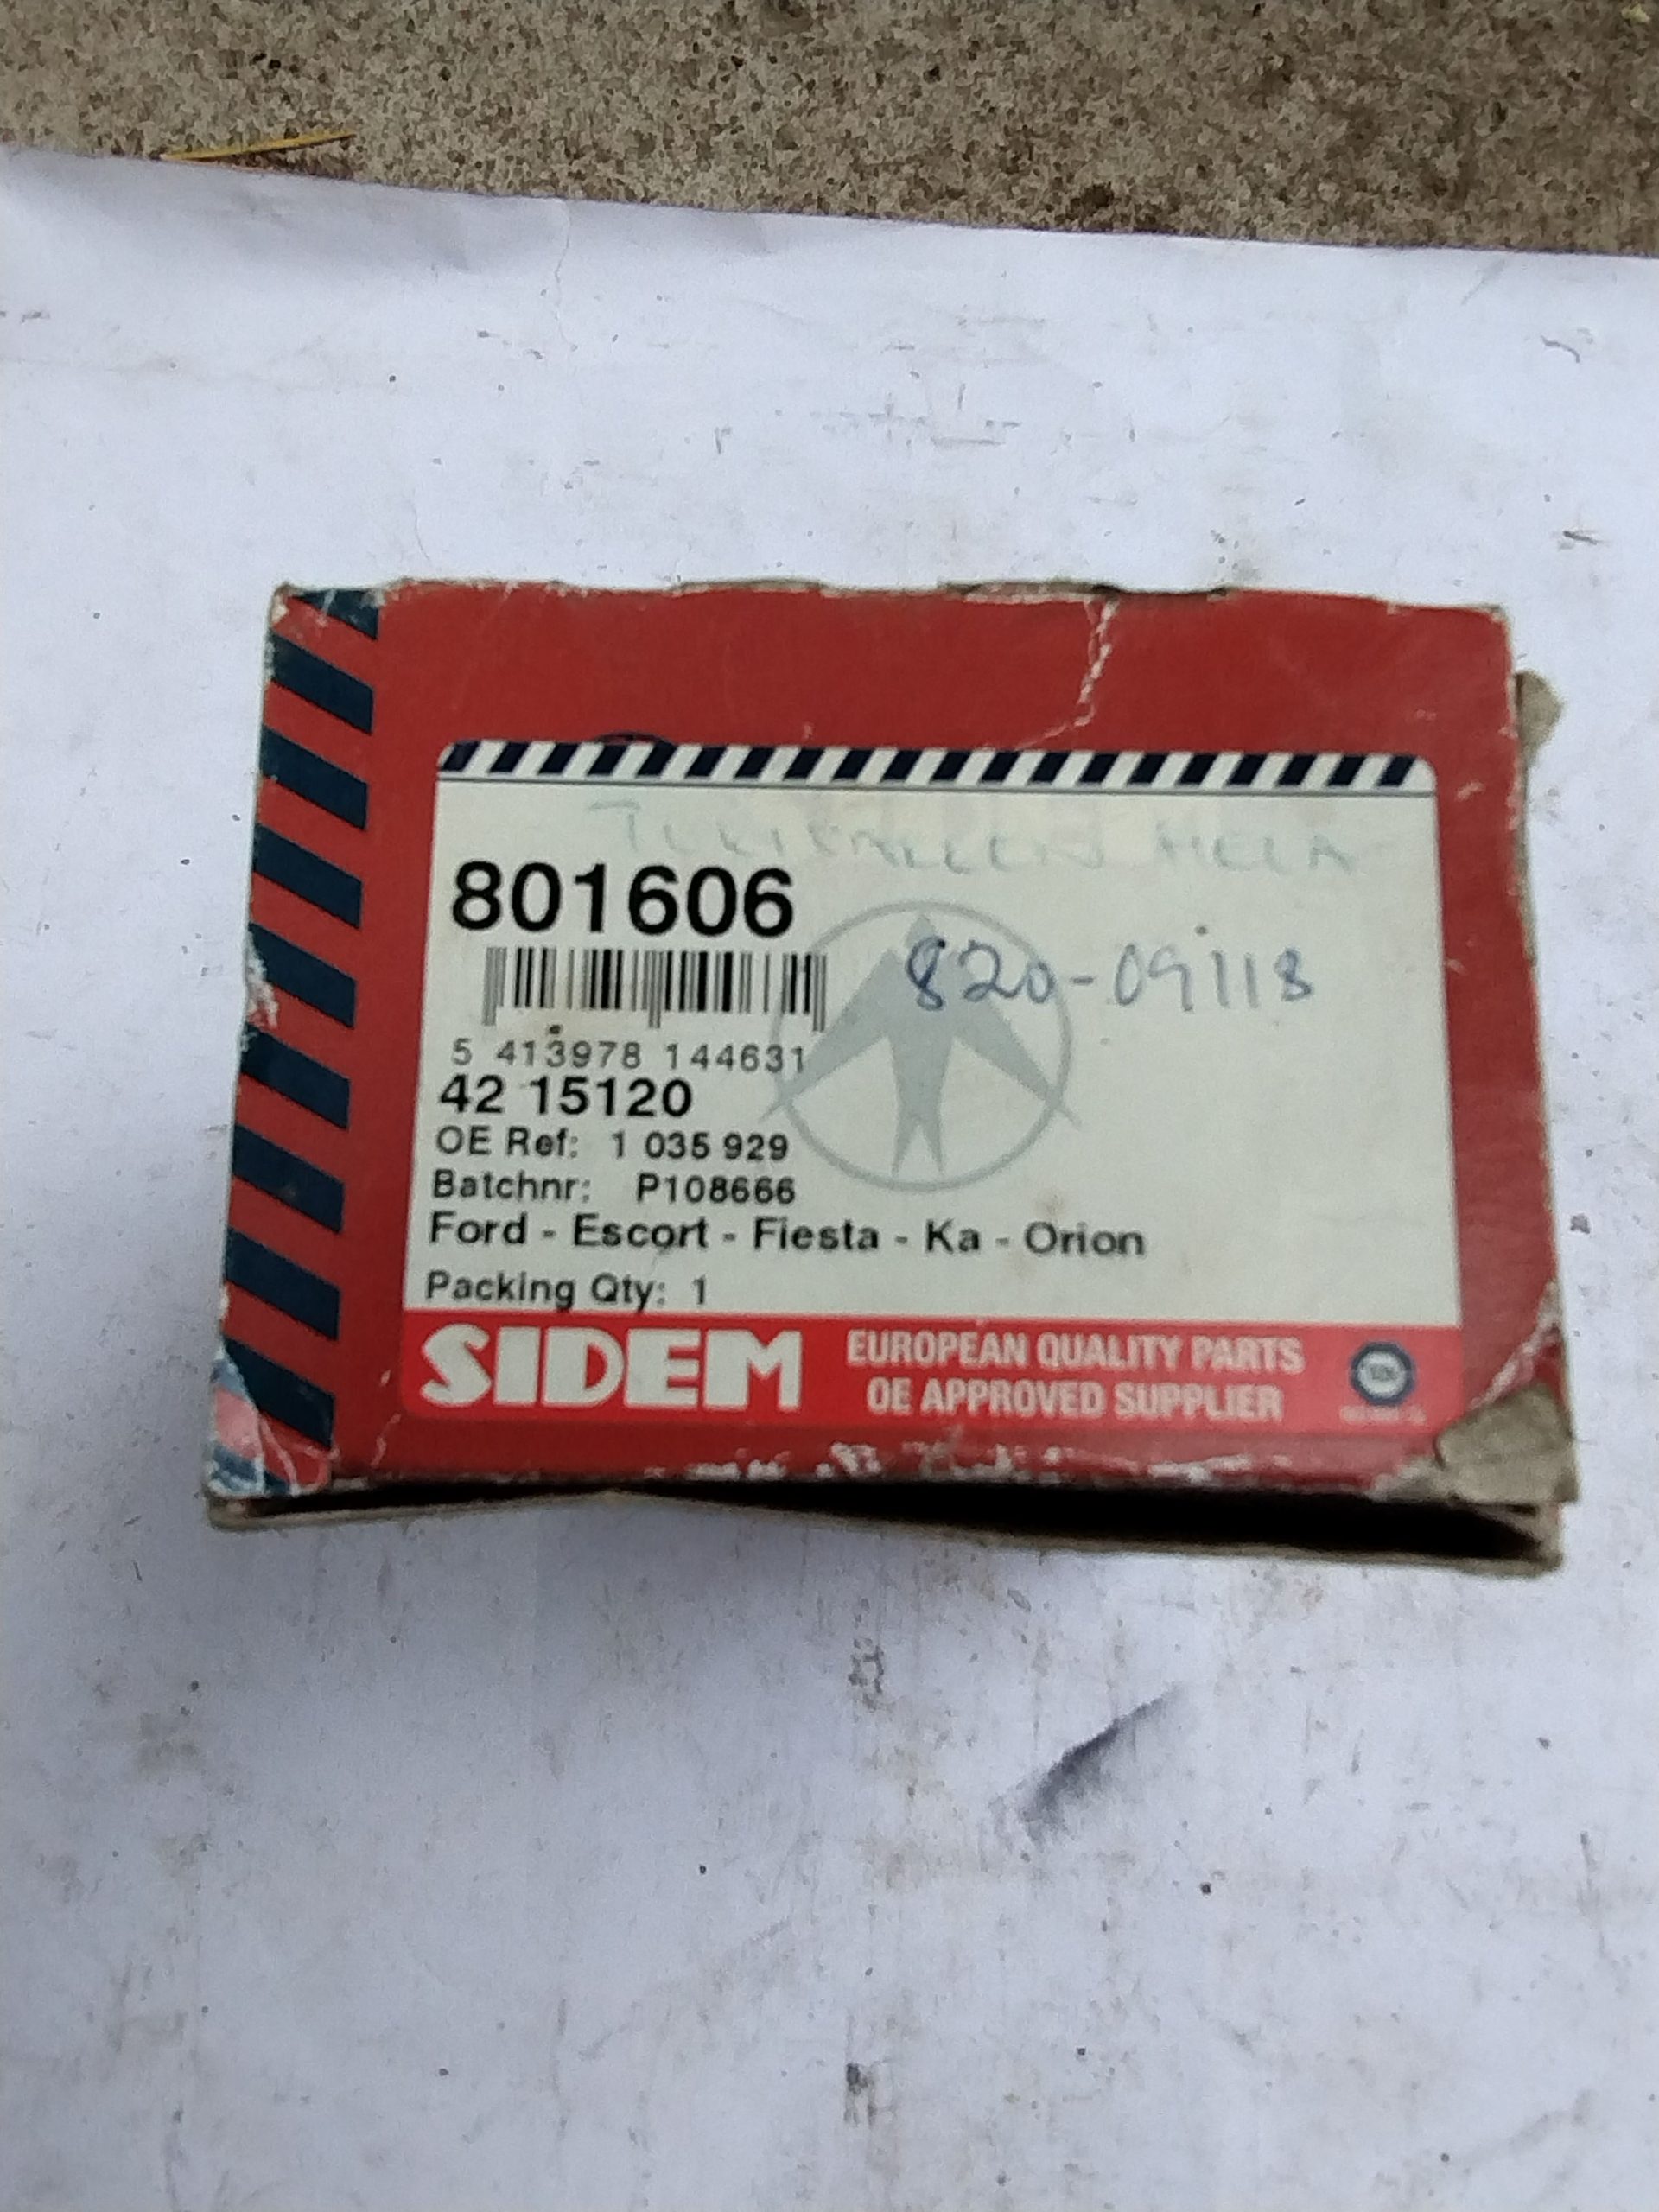 801606
820-09113
5 413978 144631
42 15120
OE Ref: 1 035 929
Batchnr: P108666
Ford - Escort - Fiesta - Ka - Orion
Packing Qty: 1
SIDEM
EUROPEAN QUALITY PARTS
OE APPROVED SUPPLIER